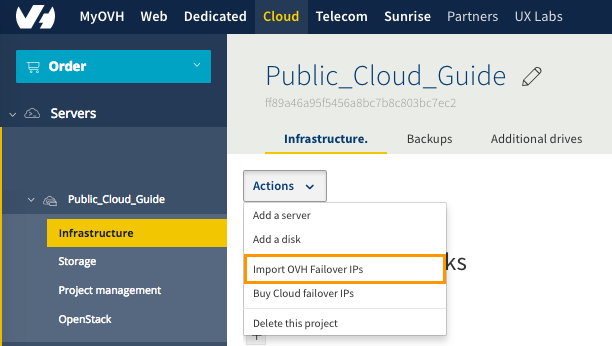 MyOVH Web Dedicated Cloud Telecom Sunrise Partners UX Labs
Order
Servers
Public_Cloud_Guide
Infrastructure
Storage
Project management
OpenStack
Public_Cloud_Guide
ff89a46a95f5456a8bc7b8c803bc7ec2
Infrastructure. Backups Additional drives
Actions
Add a server
Add a disk
Import OVH Failover IPs
Buy Cloud failover IPs
Delete this project
ks